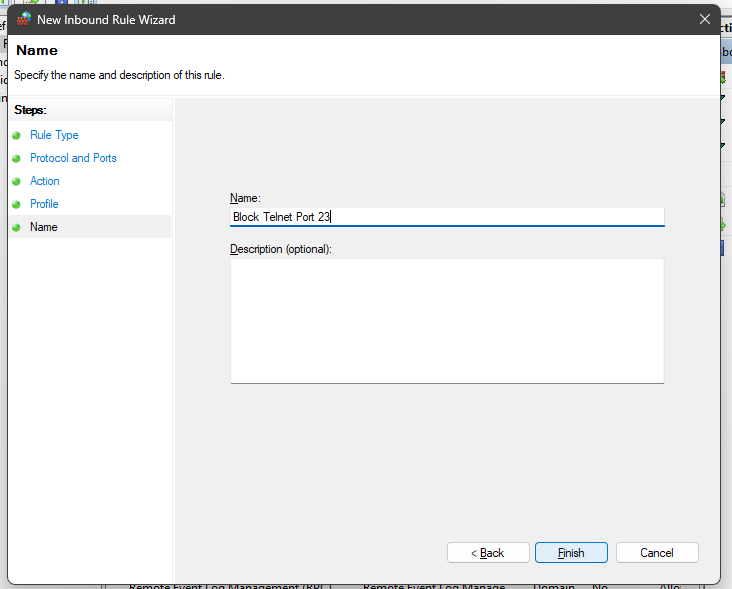 New Inbound Rule Wizard
Name
Specify the name and description of this rule.
Steps:
Rule Type
Protocol and Ports
Action
Profile
Name
Name:
Block Telnet Port 23
Description (optional):
< Back
Finish
Cancel
Remote Event Log Management (RPC)
Remote Event Log Manage...
Domain
No